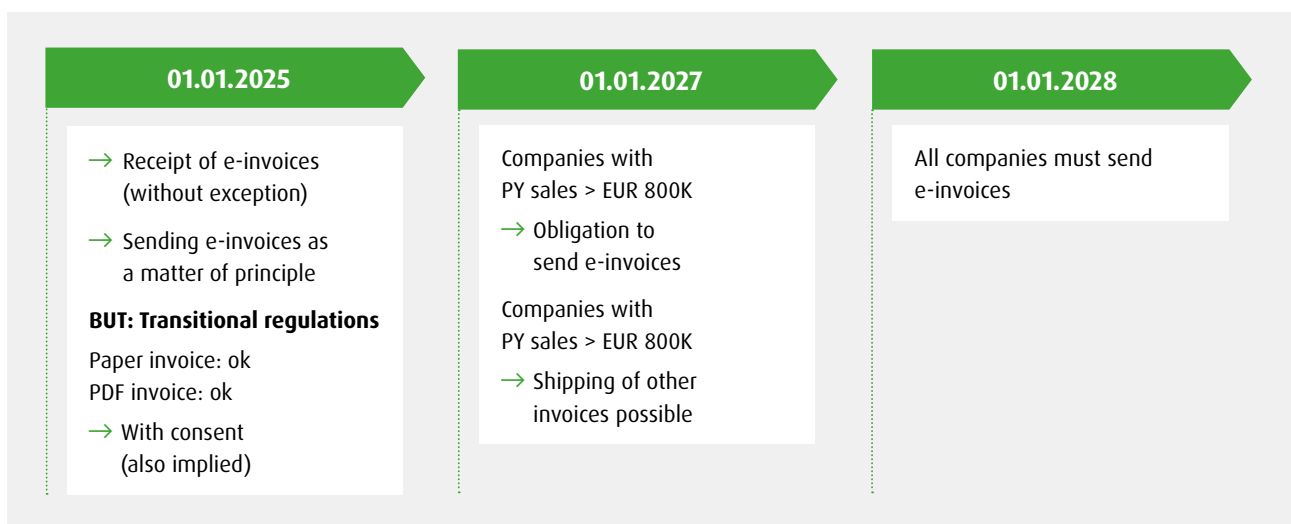 01.01.2025
→ Receipt of e-invoices
(without exception)
→ Sending e-invoices as
a matter of principle
BUT: Transitional regulations
Paper invoice: ok
PDF invoice: ok
→ With consent
(also implied)
01.01.2027
Companies with
PY sales > EUR 800K
→ Obligation to
send e-invoices
Companies with
PY sales > EUR 800K
→ Shipping of other
invoices possible
01.01.2028
All companies must send
e-invoices